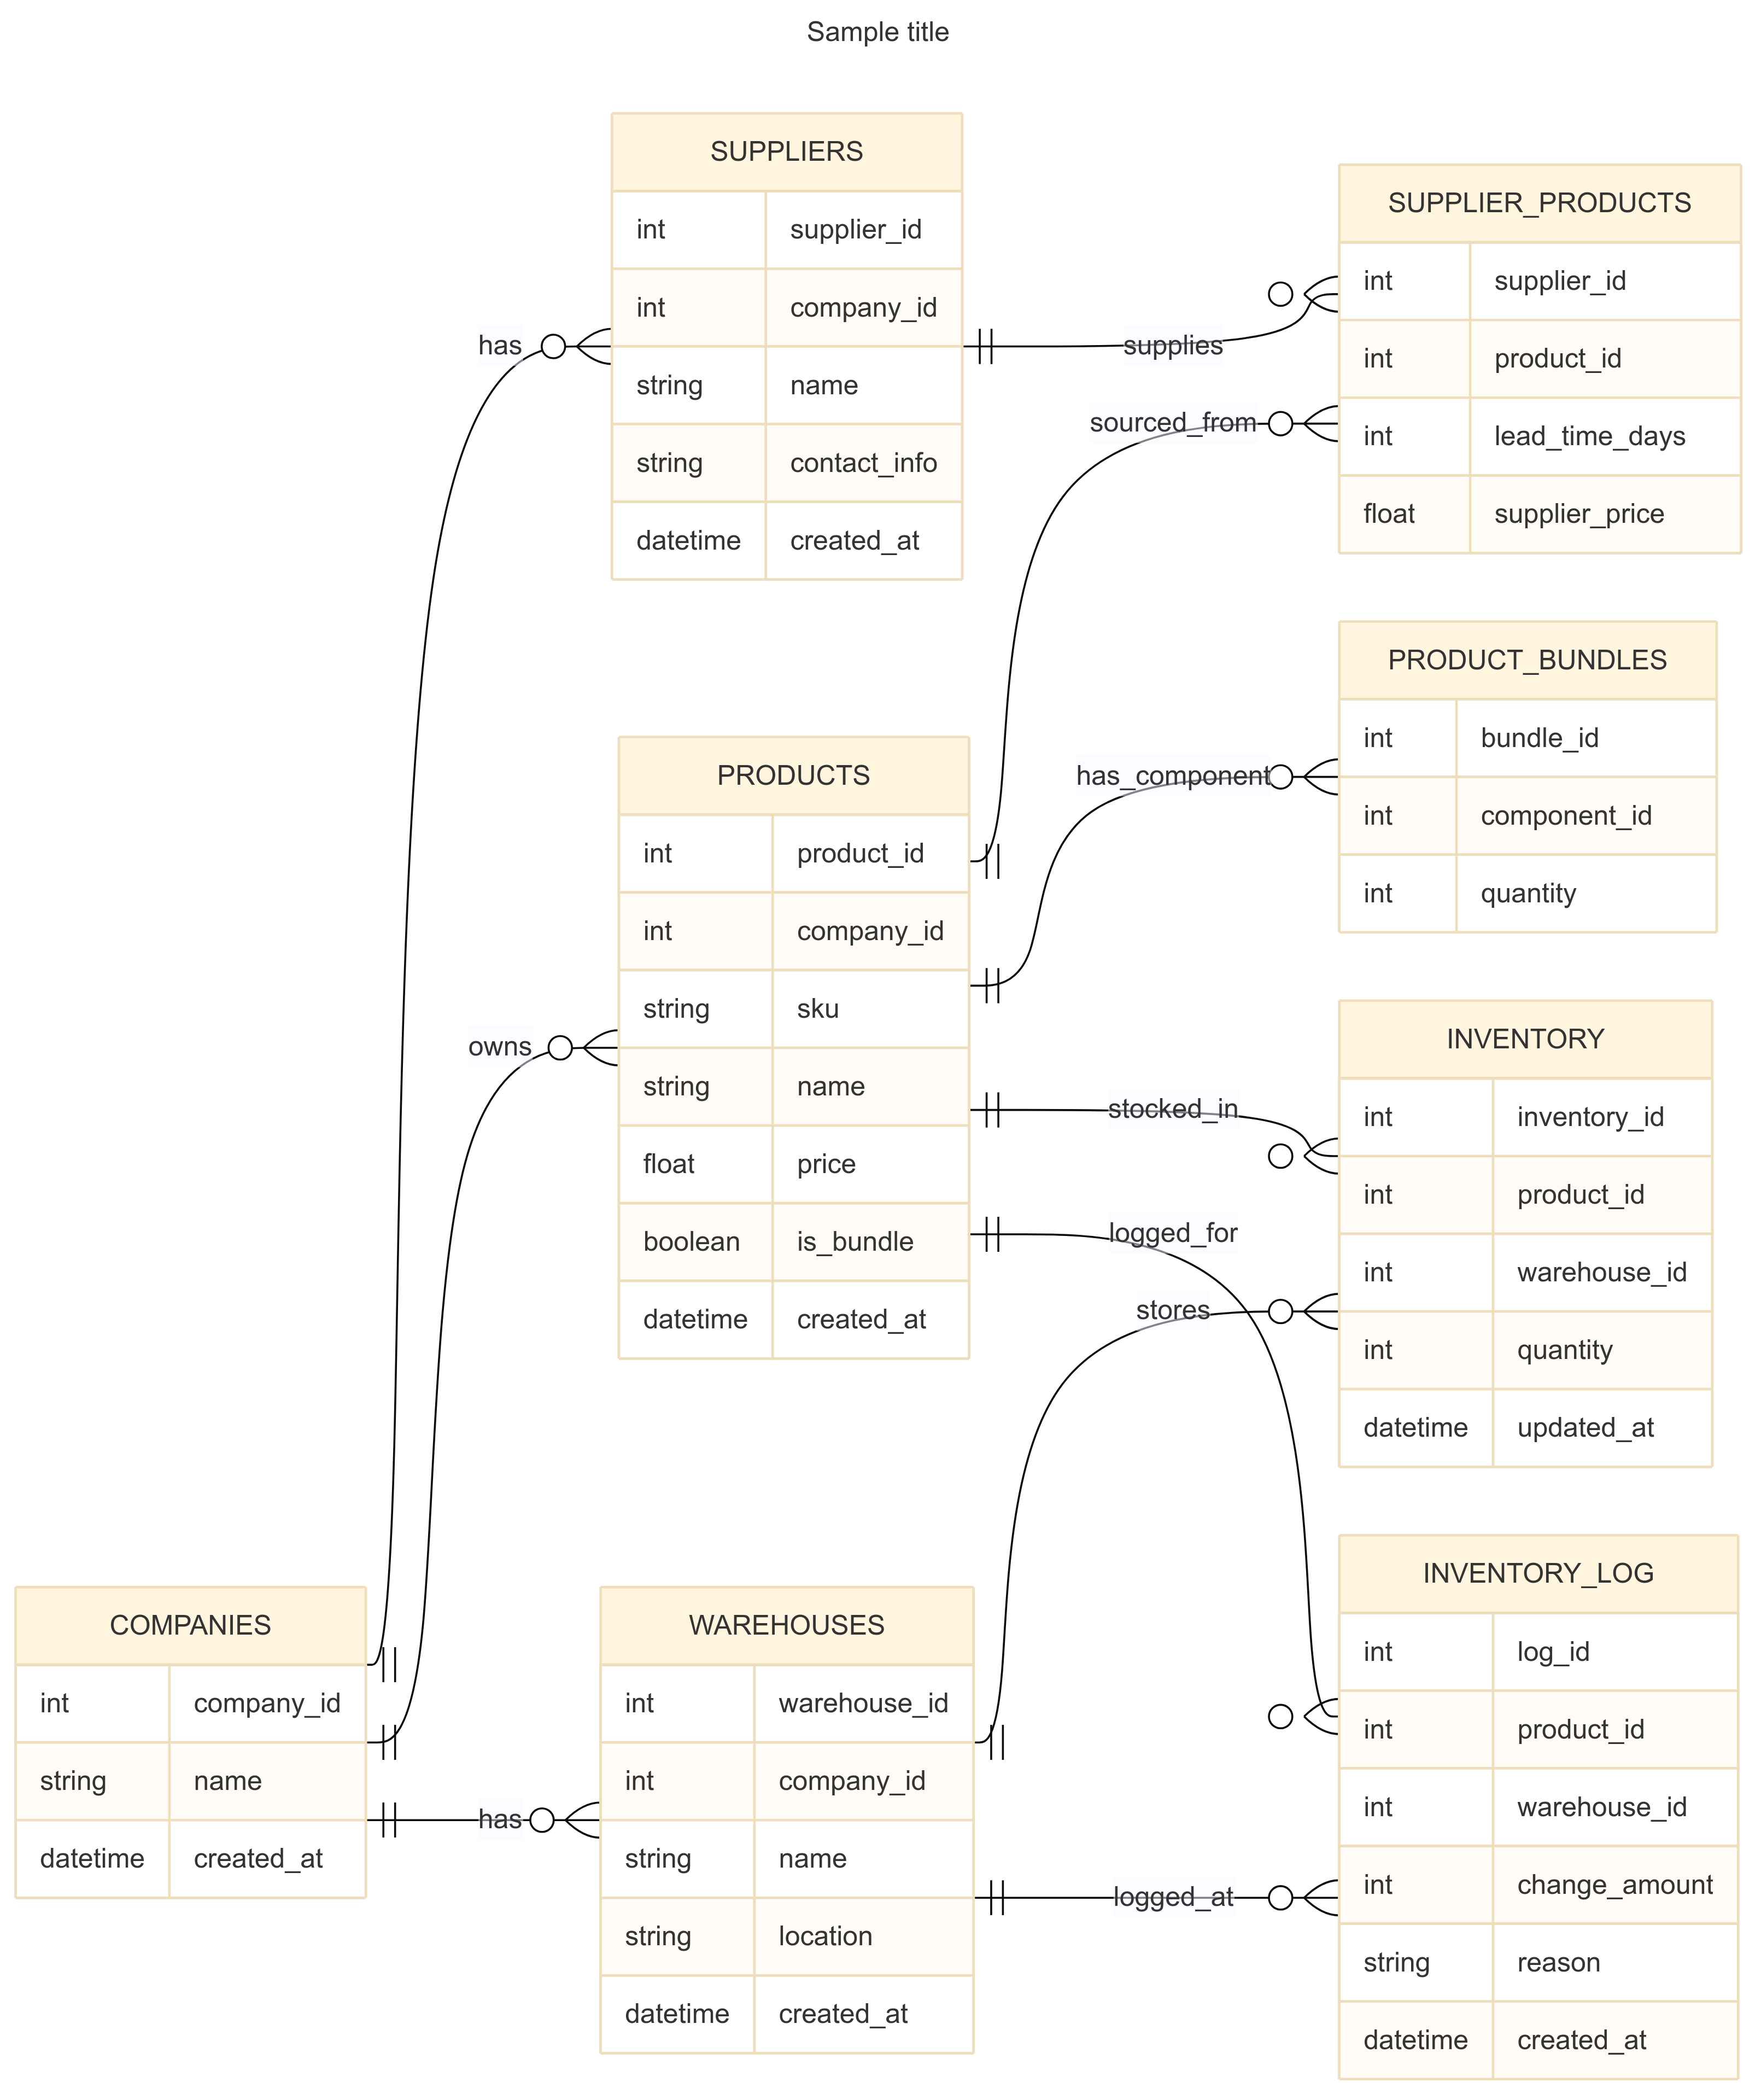 Sample title
SUPPLIERS
int supplier_id
int company_id
string name
string contact_info
datetime created_at
SUPPLIER_PRODUCTS
int supplier_id
int product_id
int lead_time_days
float supplier_price
has
supplies
sourced_from
PRODUCT_BUNDLES
int bundle_id
int component_id
int quantity
PRODUCTS
int product_id
int company_id
string sku
string name
float price
boolean is_bundle
datetime created_at
has_component
owns
stocked_in
logged_for
stores
INVENTORY
int inventory_id
int product_id
int warehouse_id
int quantity
datetime updated_at
COMPANIES
int company_id
string name
datetime created_at
has
WAREHOUSES
int warehouse_id
int company_id
string name
string location
datetime created_at
logged_at
INVENTORY_LOG
int log_id
int product_id
int warehouse_id
int change_amount
string reason
datetime created_at